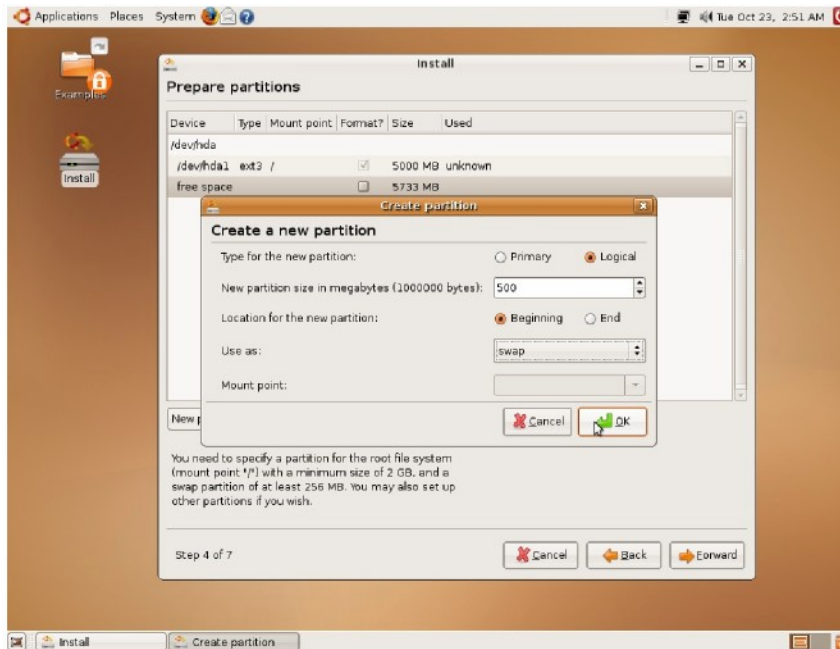 Applications Places System
Tue Oct 23, 2:51 AM
Examples
Install
Install
Prepare partitions
Device Type Mount point Format? Size Used
/dev/hda
/dev/hda1 ext3 / 5000 MB unknown
free space 5733 MB
Create partition
Create a new partition
Type for the new partition: Primary Logical
New partition size in megabytes (1000000 bytes): 500
Location for the new partition: Beginning End
Use as: swap
Mount point:
Cancel OK
New p
You need to specify a partition for the root file system
(mount point "/") with a minimum size of 2 GB, and a
swap partition of at least 256 MB. You may also set up
other partitions if you wish.
Step 4 of 7
Cancel Back Forward
Install Create partition